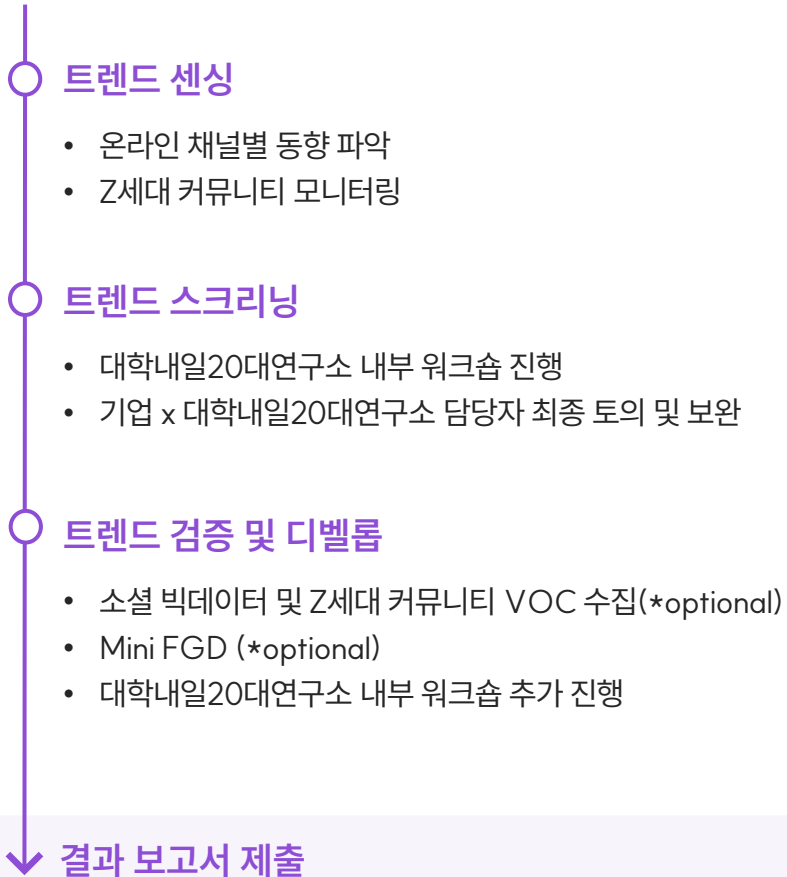 트렌드 센싱
• 온라인 채널별 동향 파악
• Z세대 커뮤니티 모니터링
트렌드 스크리닝
• 대학내일20대연구소 내부 워크숍 진행
• 기업 x 대학내일20대연구소 담당자 최종 토의 및 보완
트렌드 검증 및 디벨롭
• 소셜 빅데이터 및 Z세대 커뮤니티 VOC 수집(*optional)
• Mini FGD (*optional)
• 대학내일20대연구소 내부 워크숍 추가 진행
결과 보고서 제출